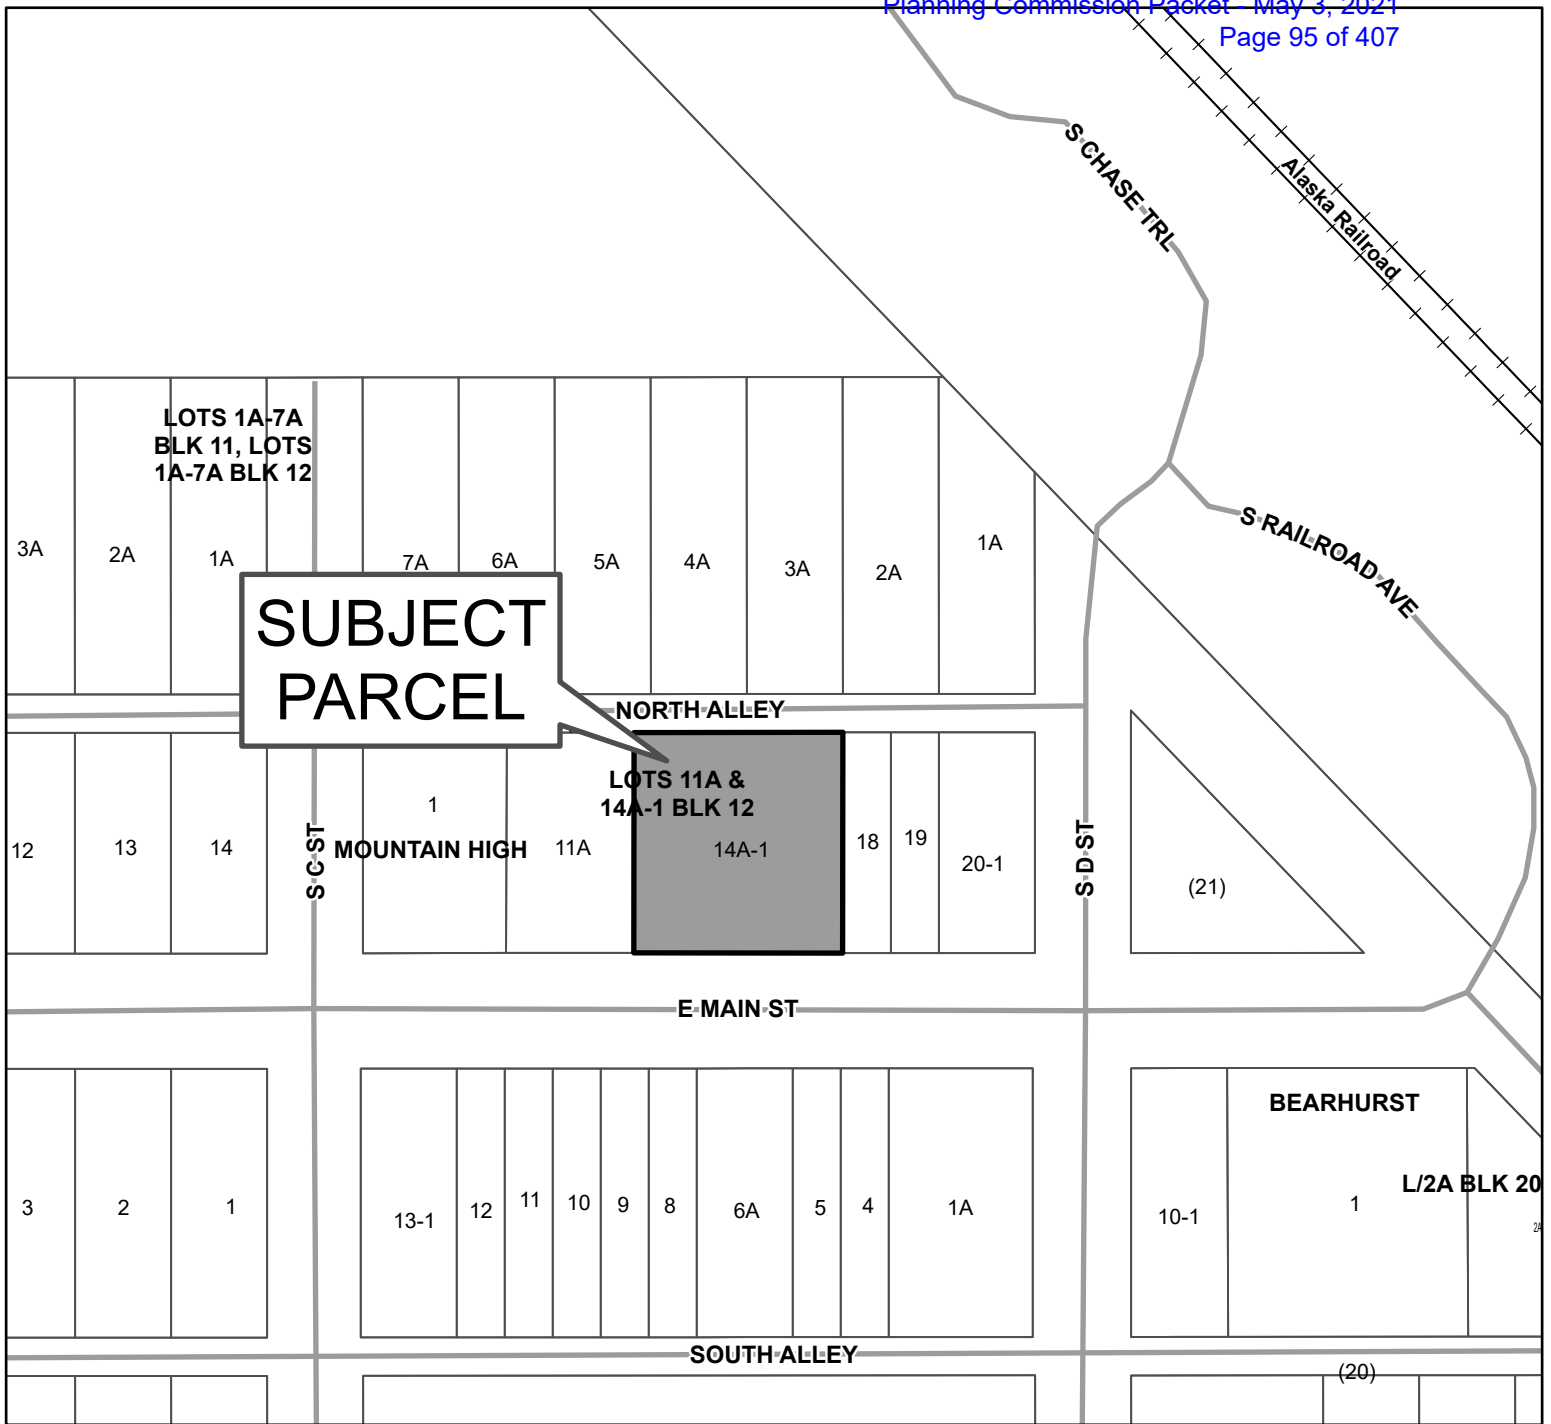 Planning Commission Packet - May 3, 2021
Page 95 of 407
S CHASE TRL
Alaska Railroad
LOTS 1A-7A
BLK 11, LOTS
1A-7A BLK 12
S RAILROAD AVE
3A
2A
1A
7A
6A
5A
4A
3A
2A
1A
SUBJECT
PARCEL
NORTH ALLEY
LOTS 11A &
14A-1 BLK 12
12
13
14
S C ST
1
MOUNTAIN HIGH
11A
14A-1
18
19
20-1
S D ST
(21)
E MAIN ST
BEARHURST
L/2A BLK 20
3
2
1
13-1
12
11
10
9
8
6A
5
4
1A
10-1
1
2A
SOUTH ALLEY
(20)